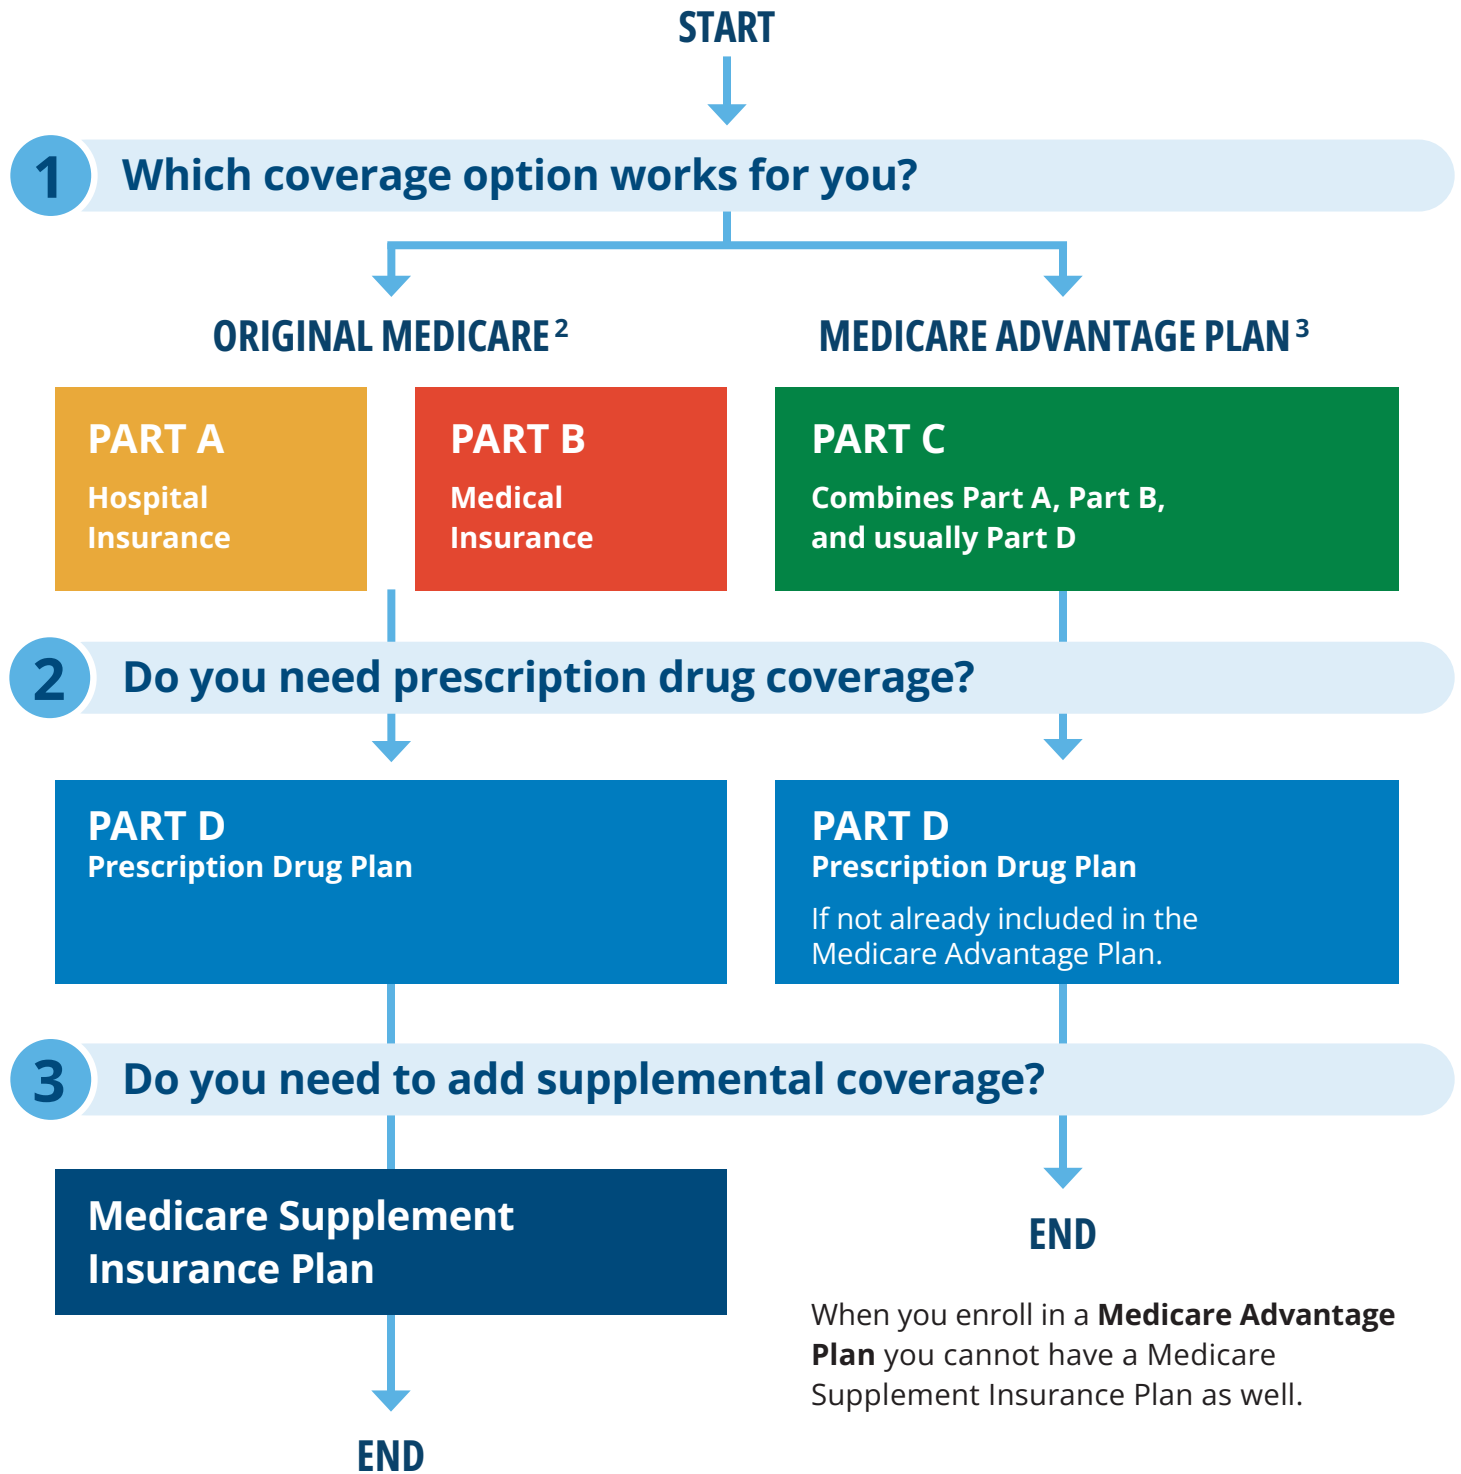 START
1 Which coverage option works for you?
ORIGINAL MEDICARE²
PART A
Hospital
Insurance
PART B
Medical
Insurance
MEDICARE ADVANTAGE PLAN³
PART C
Combines Part A, Part B,
and usually Part D
2 Do you need prescription drug coverage?
PART D
Prescription Drug Plan
PART D
Prescription Drug Plan
If not already included in the
Medicare Advantage Plan.
3 Do you need to add supplemental coverage?
Medicare Supplement
Insurance Plan
END
END
When you enroll in a Medicare Advantage
Plan you cannot have a Medicare
Supplement Insurance Plan as well.